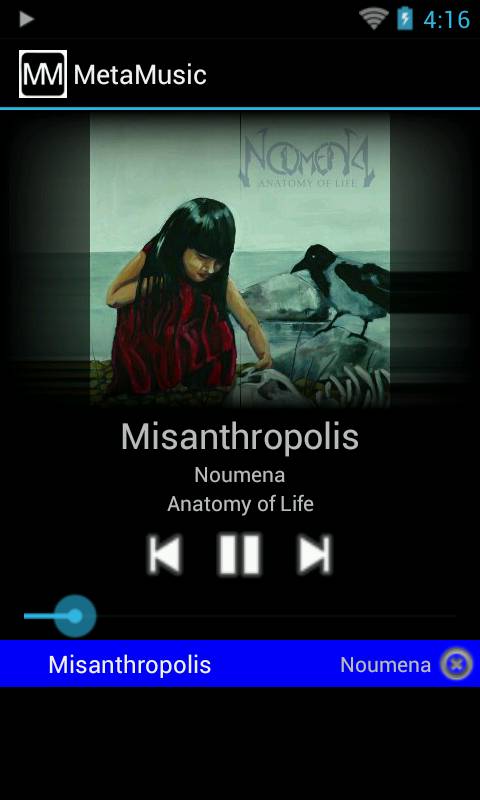 4:16
MM MetaMusic
NOUMENA
ANATOMY OF LIFE
Misanthropolis
Noumena
Anatomy of Life
Misanthropolis Noumena